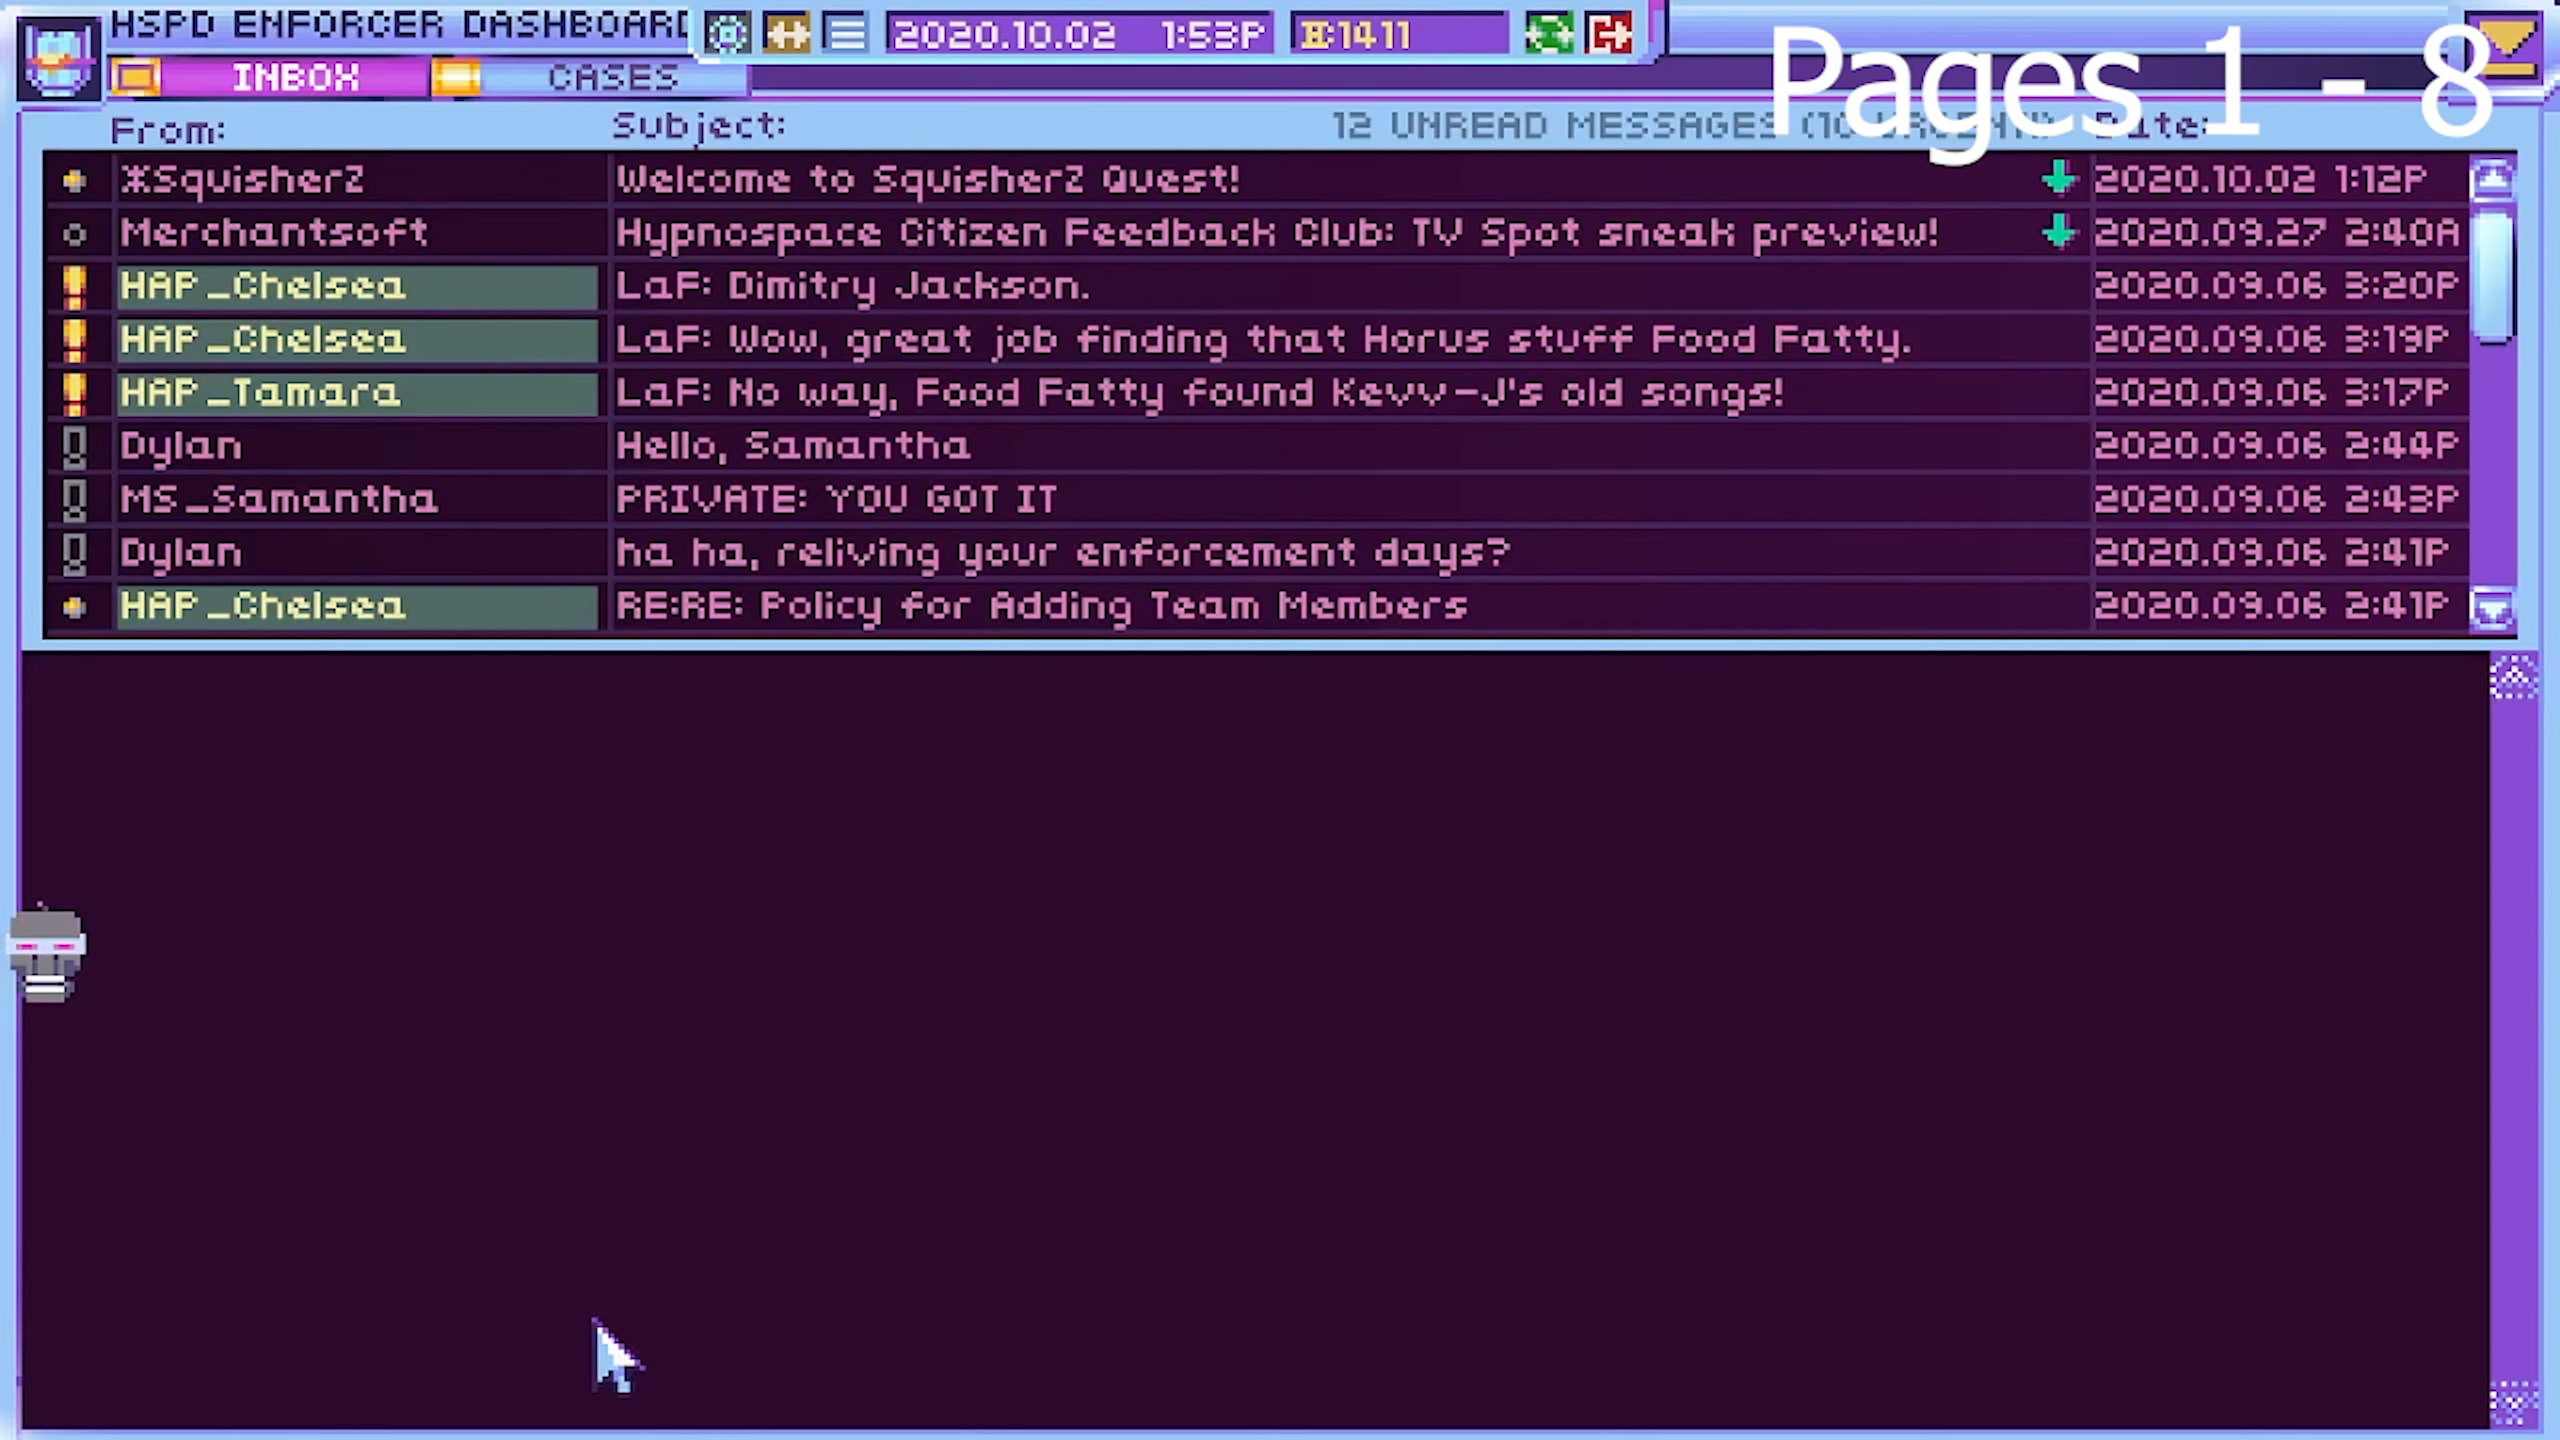 HSPD ENFORCER DASHBOARD 2020.10.02 1:53P 1411
Pages 1 - 8
INBOX CASES
From: Subject: 12 UNREAD MESSAGES Date:
※SquisherZ Welcome to SquisherZ Quest! 2020.10.02 1:12P
Merchantsoft Hypnospace Citizen Feedback Club: TV Spot sneak preview! 2020.09.27 2:40A
HAP_Chelsea LaF: Dimitry Jackson. 2020.09.06 3:20P
HAP_Chelsea LaF: Wow, great job finding that Horus stuff Food Fatty. 2020.09.06 3:19P
HAP_Tamara LaF: No way, Food Fatty found Kevv-J's old songs! 2020.09.06 3:17P
Dylan Hello, Samantha 2020.09.06 2:44P
MS_Samantha PRIVATE: YOU GOT IT 2020.09.06 2:43P
Dylan ha ha, reliving your enforcement days? 2020.09.06 2:41P
HAP_Chelsea RE:RE: Policy for Adding Team Members 2020.09.06 2:41P